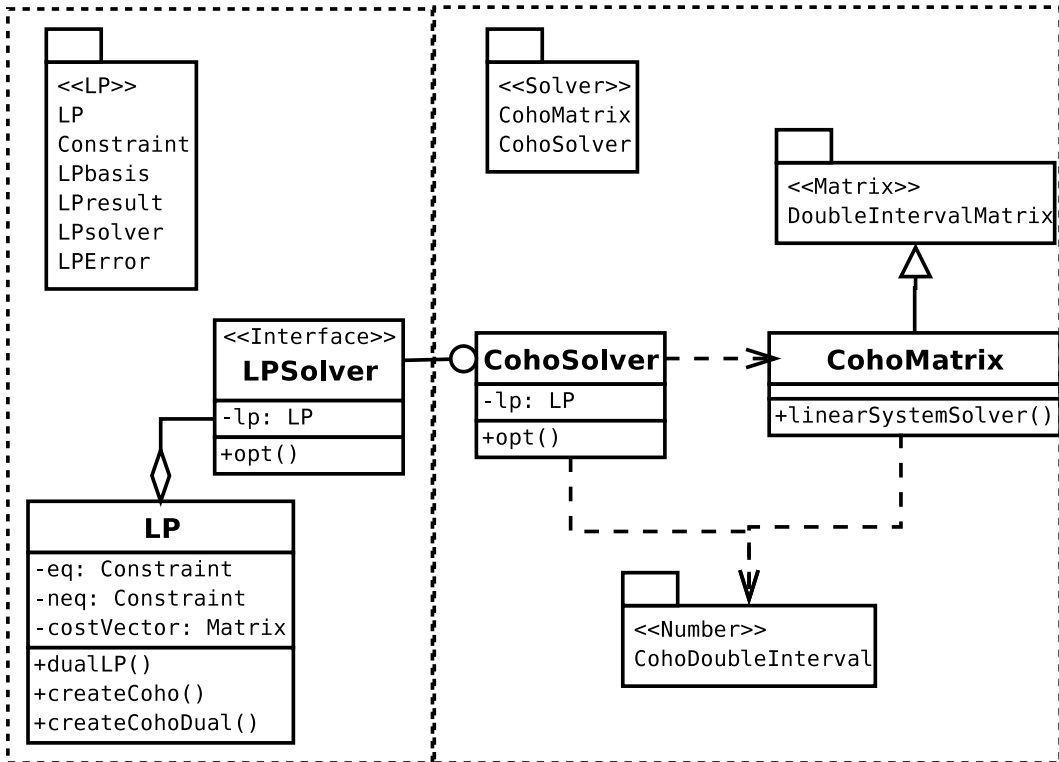 <<LP>>
LP
Constraint
LPbasis
LPresult
LPsolver
LPError
<<Interface>>
LPSolver
-lp: LP
+opt()
LP
-eq: Constraint
-neq: Constraint
-costVector: Matrix
+dualLP()
+createCoho()
+createCohoDual()
<<Solver>>
CohoMatrix
CohoSolver
<<Matrix>>
DoubleIntervalMatrix
CohoSolver
-lp: LP
+opt()
CohoMatrix
+linearSystemSolver()
<<Number>>
CohoDoubleInterval